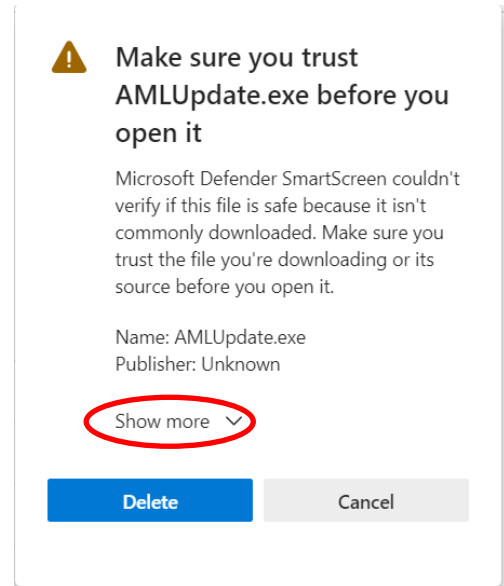 Make sure you trust
AMLUpdate.exe before you
open it
Microsoft Defender SmartScreen couldn't
verify if this file is safe because it isn't
commonly downloaded. Make sure you
trust the file you're downloading or its
source before you open it.
Name: AMLUpdate.exe
Publisher: Unknown
Show more
Delete
Cancel